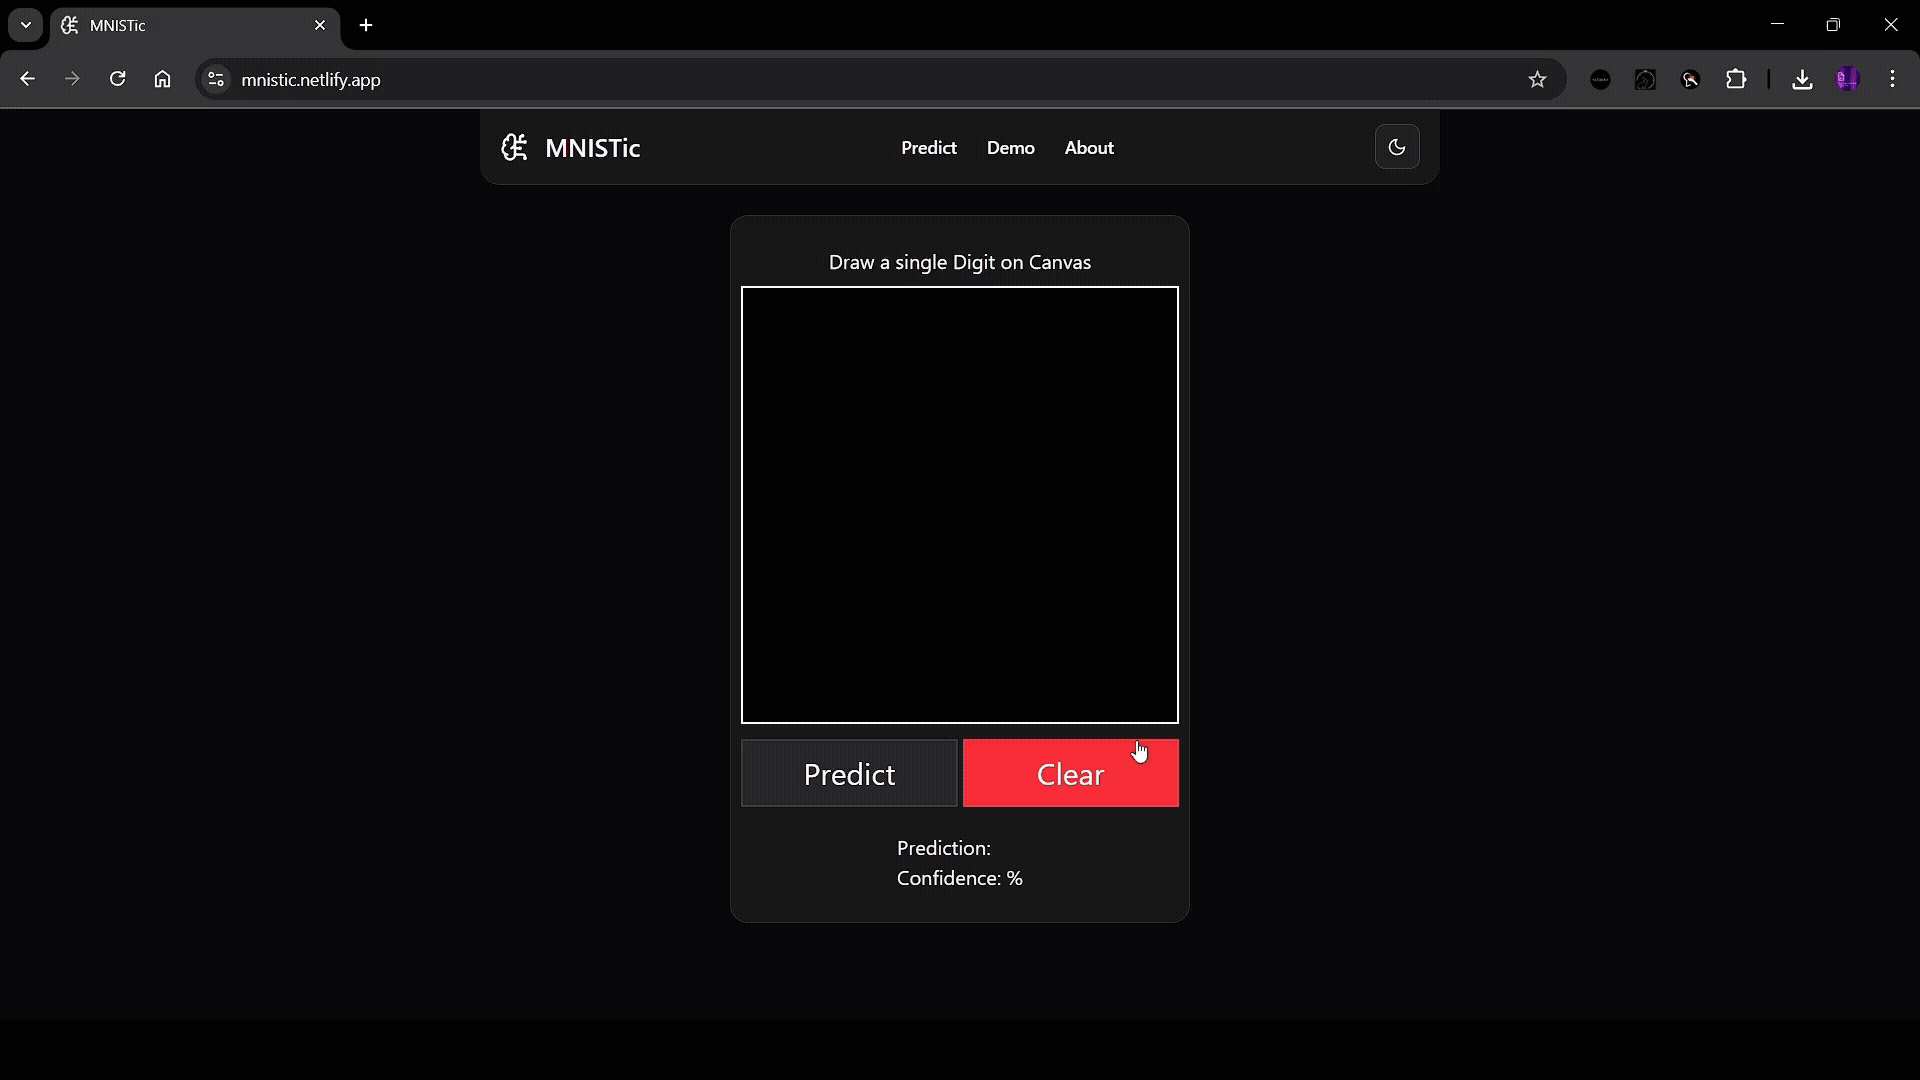 MNISTic
mnistic.netlify.app
MNISTic
Predict Demo About
Draw a single Digit on Canvas
Predict Clear
Prediction:
Confidence: %